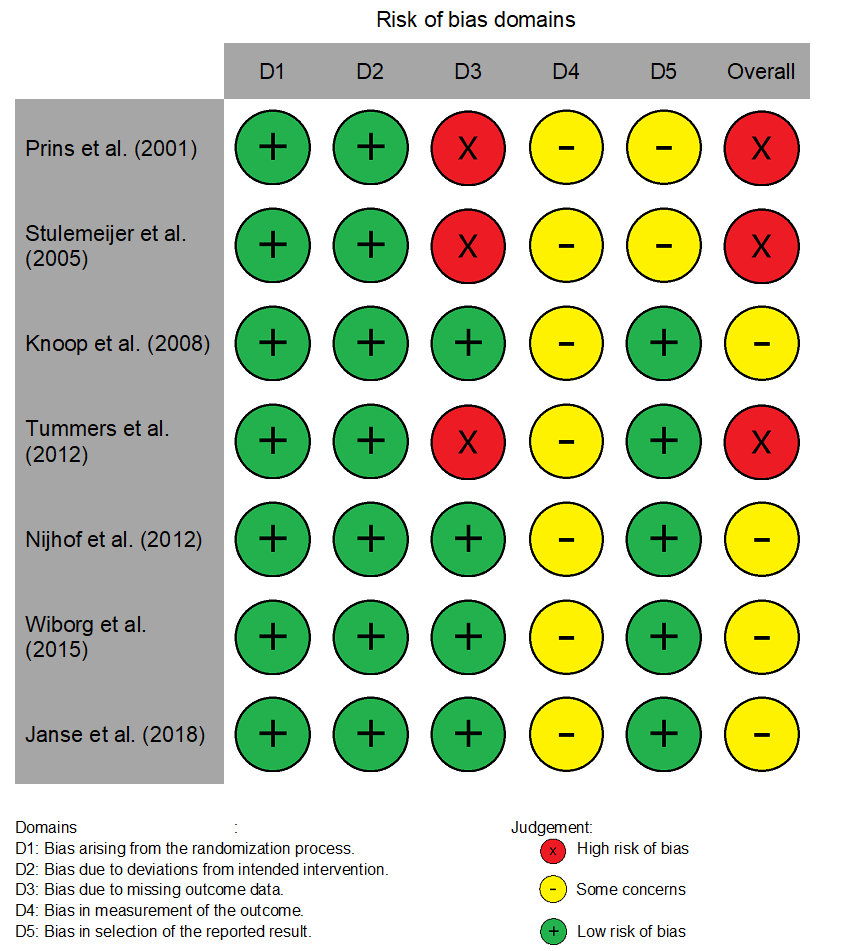 Risk of bias domains
D1 D2 D3 D4 D5 Overall
Prins et al. (2001) + + X - - X
Stulemeijer et al.
(2005) + + X - - X
Knoop et al. (2008) + + + - + -
Tummers et al.
(2012) + + X - + X
Nijhof et al. (2012) + + + - + -
Wiborg et al.
(2015) + + + - + -
Janse et al. (2018) + + + - + -
Domains :
D1: Bias arising from the randomization process.
D2: Bias due to deviations from intended intervention.
D3: Bias due to missing outcome data.
D4: Bias in measurement of the outcome.
D5: Bias in selection of the reported result.
Judgement:
X High risk of bias
- Some concerns
+ Low risk of bias